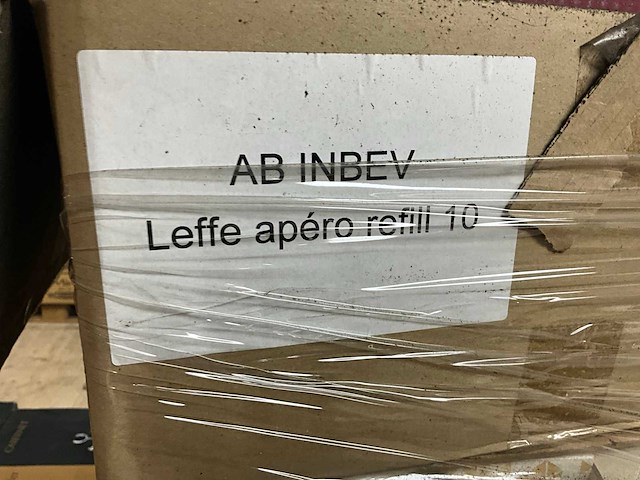 AB INBEV
Leffe apéro refill 10